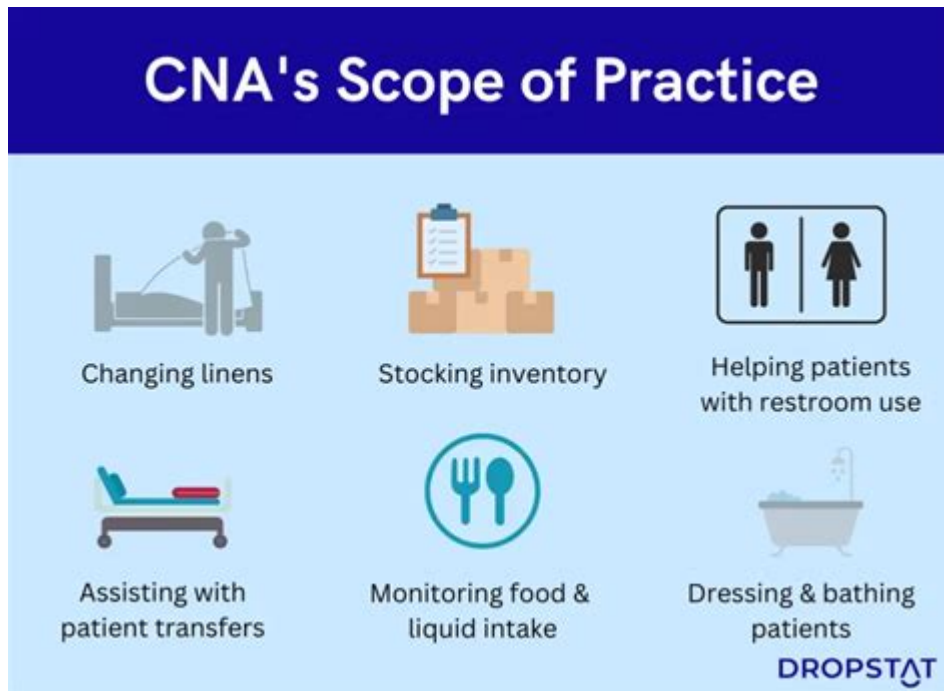 CNA's Scope of Practice
Changing linens
Stocking inventory
Helping patients
with restroom use
Assisting with
patient transfers
Monitoring food &
liquid intake
Dressing & bathing
patients
DROPSTAT